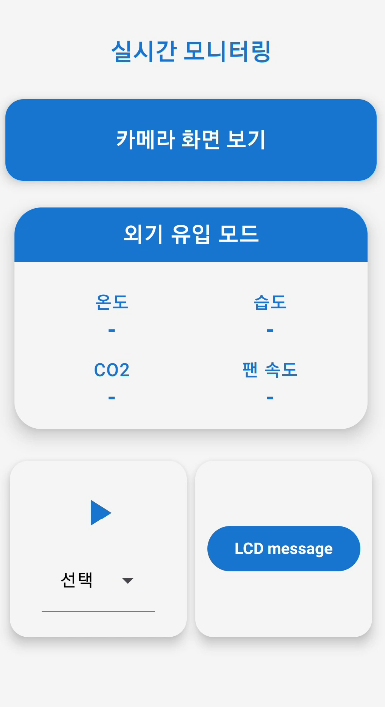 실시간 모니터링
카메라 화면 보기
외기 유입 모드
온도 습도
- -
CO2 팬 속도
- -
선택
LCD message